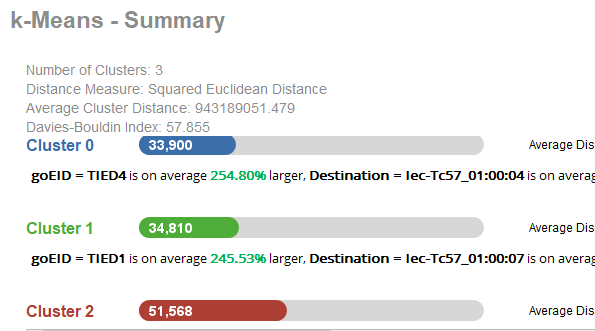 k-Means - Summary
Number of Clusters: 3
Distance Measure: Squared Euclidean Distance
Average Cluster Distance: 943189051.479
Davies-Bouldin Index: 57.855
Cluster 0 33,900 Average Dis
goEID = TIED4 is on average 254.80% larger, Destination = Iec-Tc57_01:00:04 is on averag
Cluster 1 34,810 Average Dis
goEID = TIED1 is on average 245.53% larger, Destination = Iec-Tc57_01:00:07 is on averag
Cluster 2 51,568 Average Dis